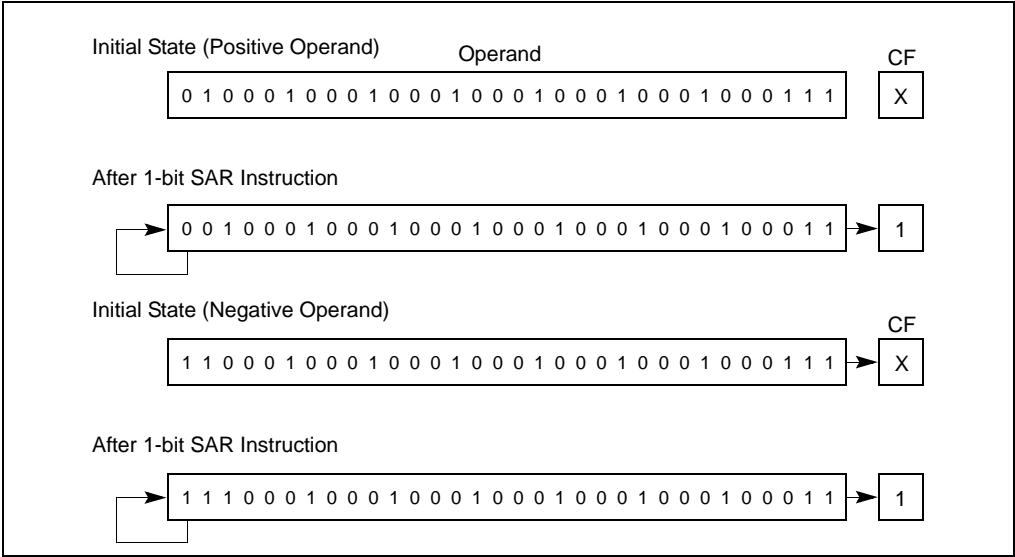 Initial State (Positive Operand) Operand CF
0 1 0 0 0 1 0 0 0 1 0 0 0 1 0 0 0 1 0 0 0 1 0 0 0 1 0 0 0 1 1 1 X
After 1-bit SAR Instruction
0 0 1 0 0 0 1 0 0 0 1 0 0 0 1 0 0 0 1 0 0 0 1 0 0 0 1 0 0 0 1 1 1
Initial State (Negative Operand) CF
1 1 0 0 0 1 0 0 0 1 0 0 0 1 0 0 0 1 0 0 0 1 0 0 0 1 0 0 0 1 1 1 X
After 1-bit SAR Instruction
1 1 1 0 0 0 1 0 0 0 1 0 0 0 1 0 0 0 1 0 0 0 1 0 0 0 1 0 0 0 1 1 1